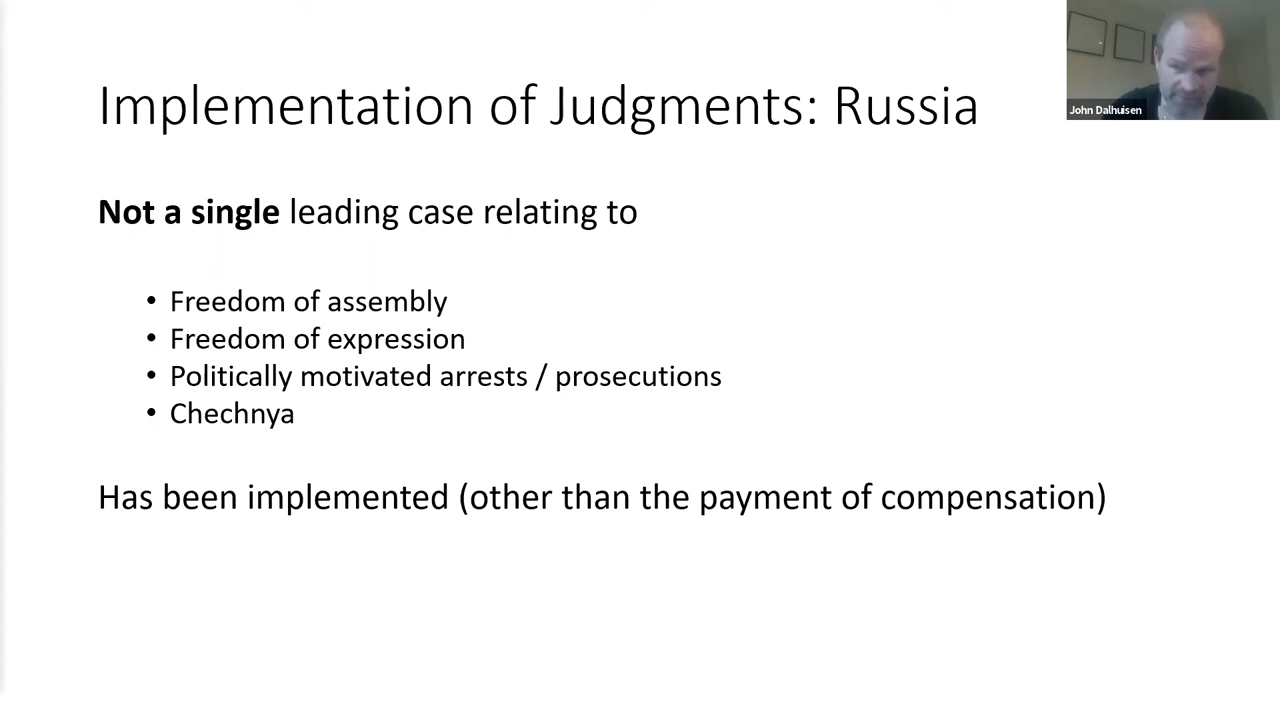 Implementation of Judgments: Russia
John Dalhuisen
Not a single leading case relating to
• Freedom of assembly
• Freedom of expression
• Politically motivated arrests / prosecutions
• Chechnya
Has been implemented (other than the payment of compensation)